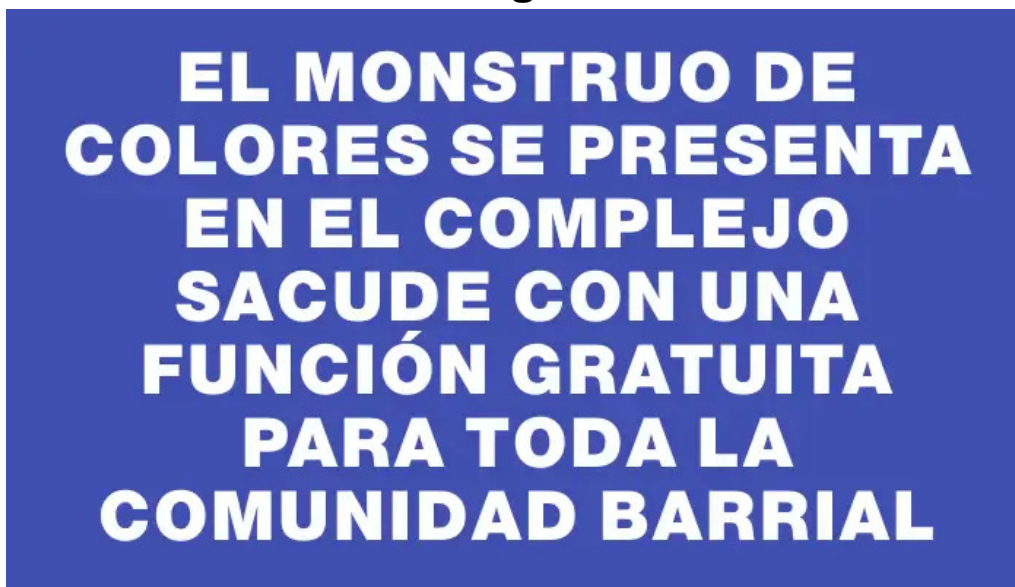 EL MONSTRUO DE
COLORES SE PRESENTA
EN EL COMPLEJO
SACUDE CON UNA
FUNCIÓN GRATUITA
PARA TODA LA
COMUNIDAD BARRIAL